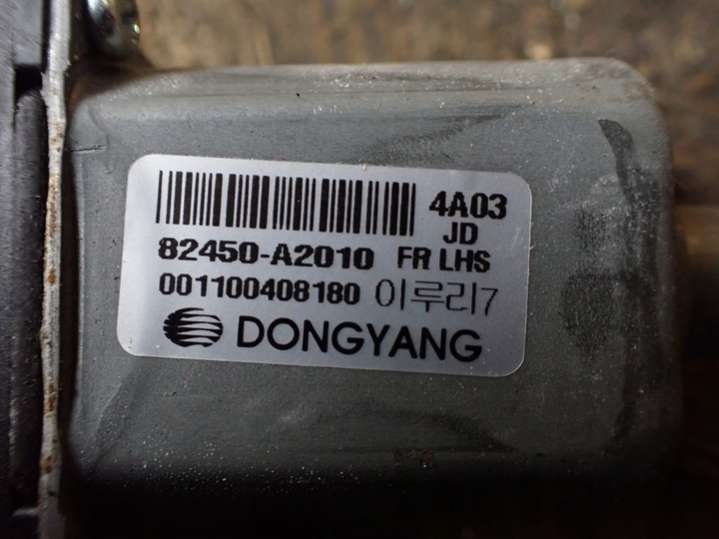 4A03
JD
82450-A2010 FR LHS
001100408180 이루리7
DONGYANG